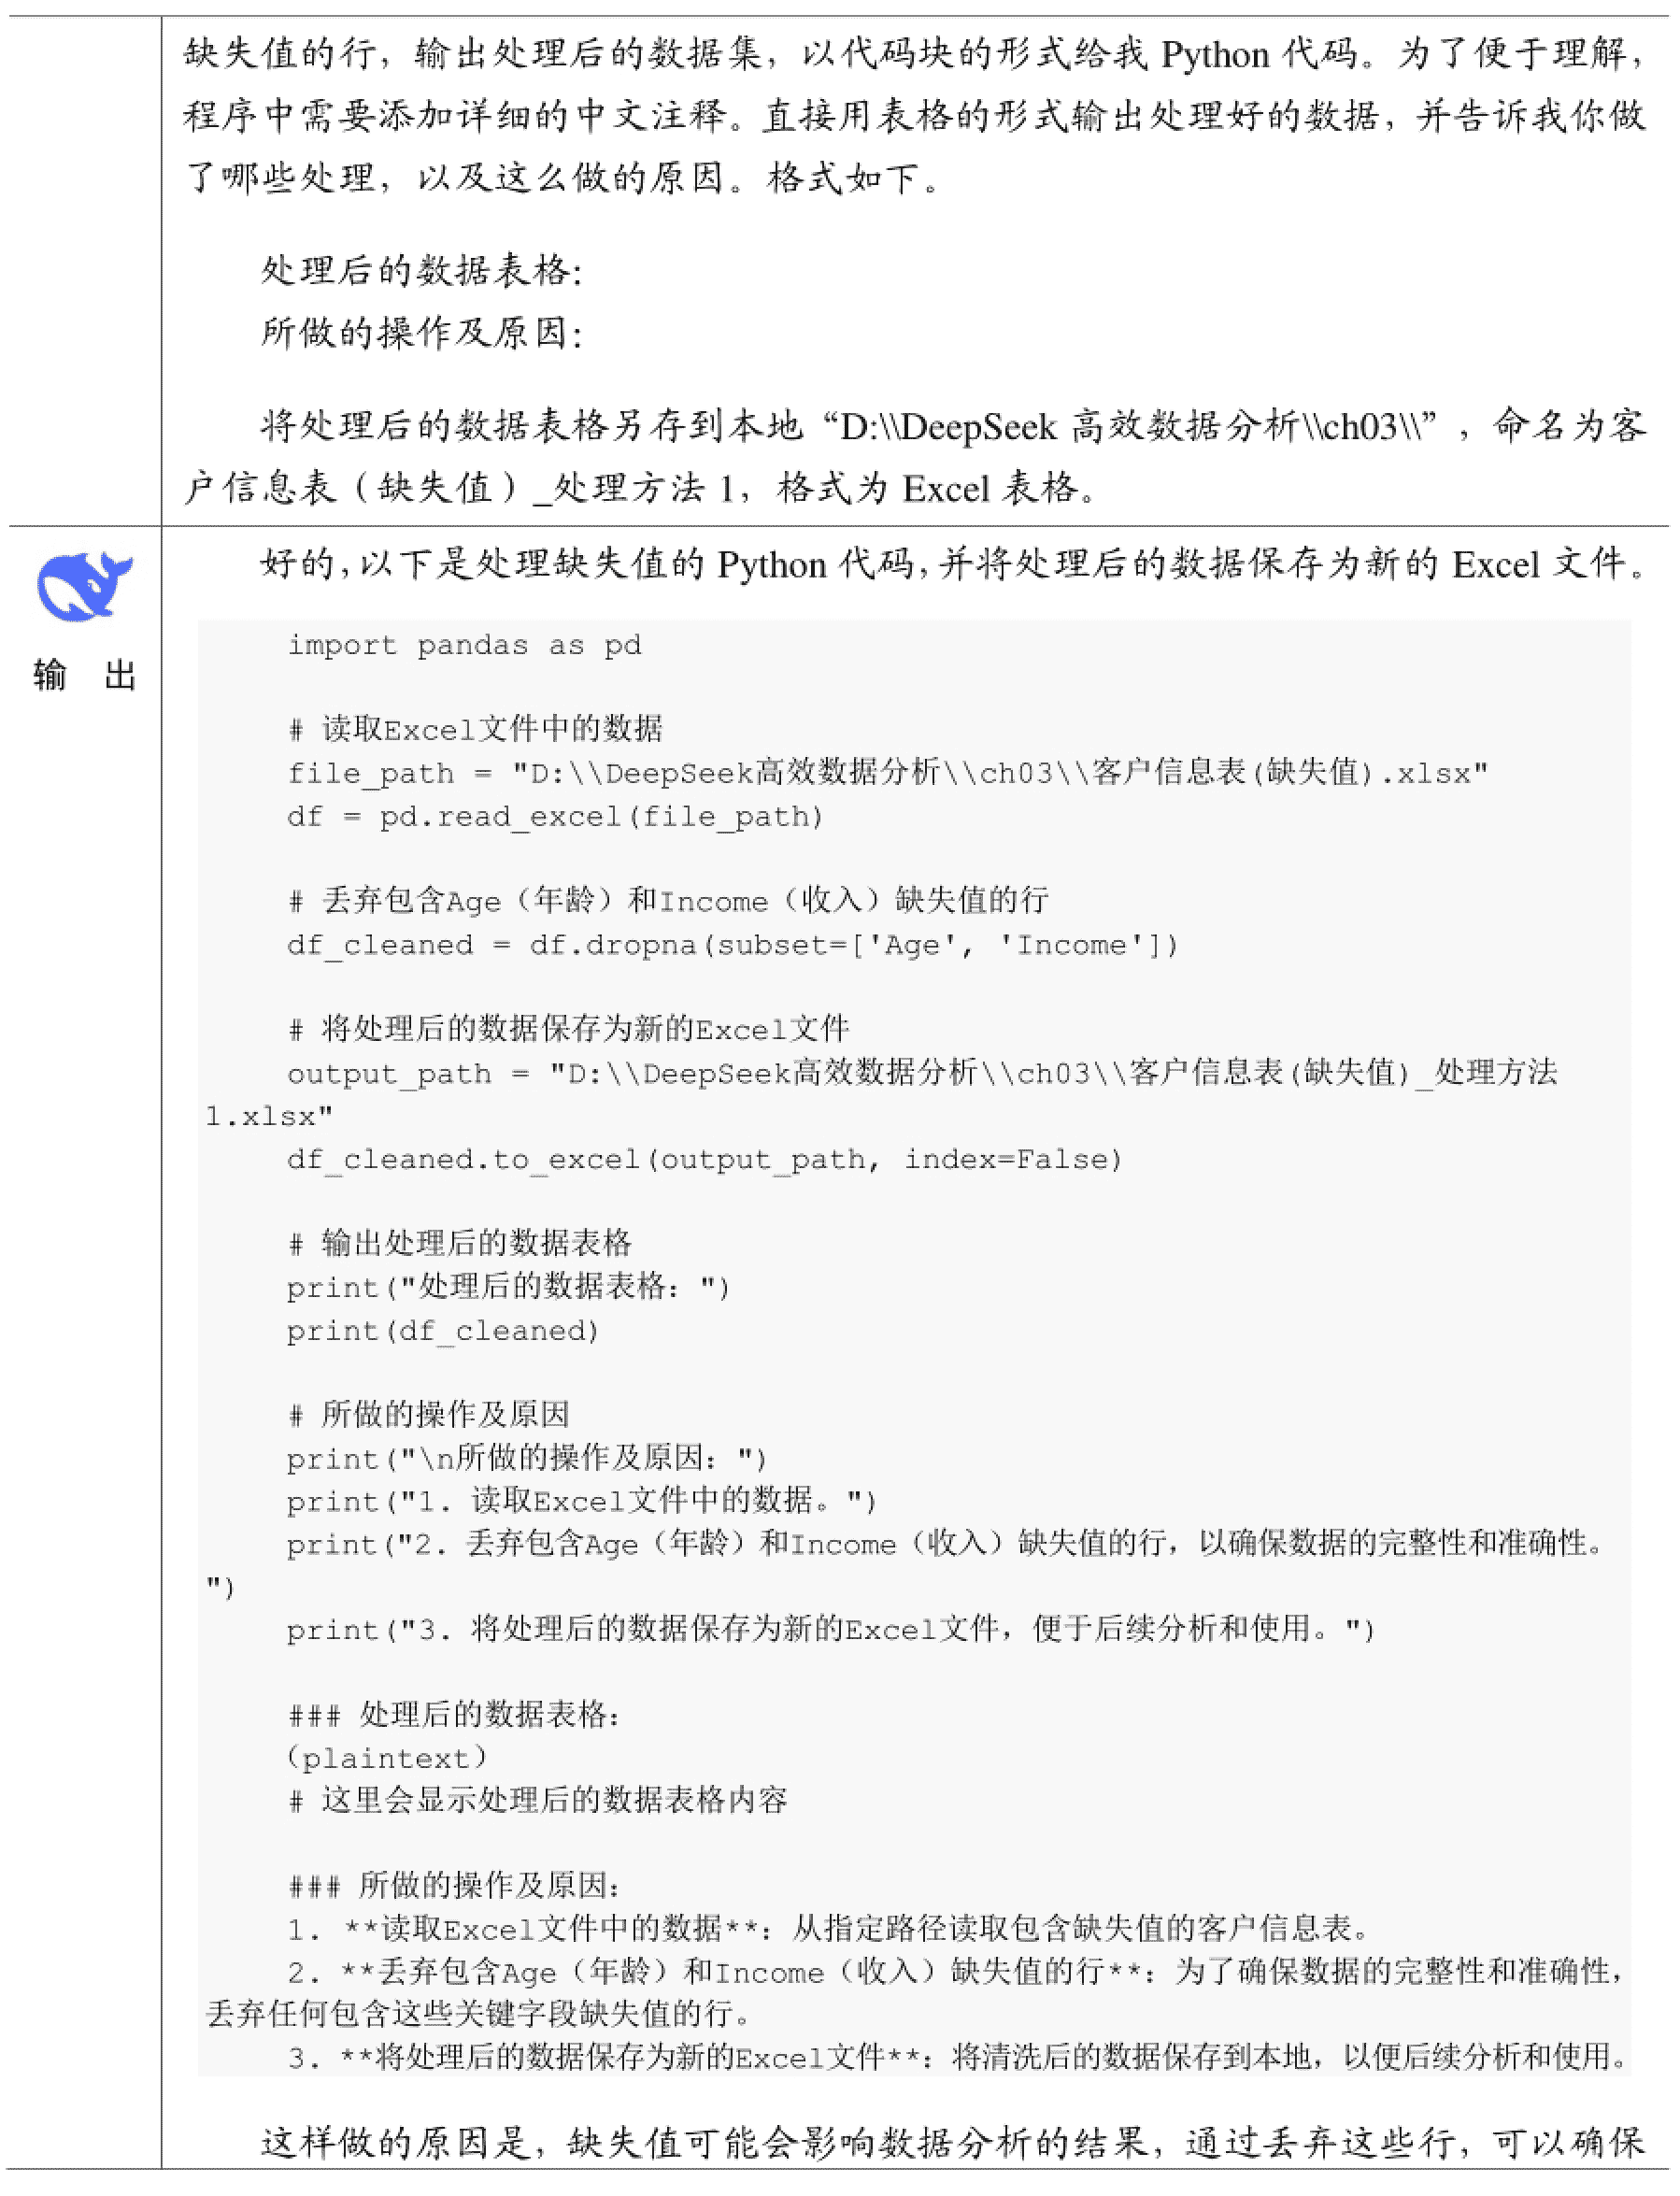 缺失值的行，输出处理后的数据集，以代码块的形式给我 Python 代码。为了便于理解，
程序中需要添加详细的中文注释。直接用表格的形式输出处理好的数据，并告诉我你做
了哪些处理，以及这么做的原因。格式如下。
处理后的数据表格：
所做的操作及原因：
将处理后的数据表格另存到本地“D:\\DeepSeek 高效数据分析\\ch03\\”，命名为客
户信息表（缺失值）_处理方法 1，格式为 Excel 表格。
好的，以下是处理缺失值的 Python 代码，并将处理后的数据保存为新的 Excel 文件。
输 出
import pandas as pd
# 读取Excel文件中的数据
file_path = "D:\\DeepSeek高效数据分析\\ch03\\客户信息表(缺失值).xlsx"
df = pd.read_excel(file_path)
# 丢弃包含Age（年龄）和Income（收入）缺失值的行
df_cleaned = df.dropna(subset=['Age', 'Income'])
# 将处理后的数据保存为新的Excel文件
output_path = "D:\\DeepSeek高效数据分析\\ch03\\客户信息表(缺失值)_处理方法
1.xlsx"
df_cleaned.to_excel(output_path, index=False)
# 输出处理后的数据表格
print("处理后的数据表格：")
print(df_cleaned)
# 所做的操作及原因
print("\n所做的操作及原因：")
print("1. 读取Excel文件中的数据。")
print("2. 丢弃包含Age（年龄）和Income（收入）缺失值的行，以确保数据的完整性和准确性。
")
print("3. 将处理后的数据保存为新的Excel文件，便于后续分析和使用。")
### 处理后的数据表格：
（plaintext）
# 这里会显示处理后的数据表格内容
### 所做的操作及原因：
1. **读取Excel文件中的数据**：从指定路径读取包含缺失值的客户信息表。
2. **丢弃包含Age（年龄）和Income（收入）缺失值的行**：为了确保数据的完整性和准确性，
丢弃任何包含这些关键字段缺失值的行。
3. **将处理后的数据保存为新的Excel文件**：将清洗后的数据保存到本地，以便后续分析和使用。
这样做的原因是，缺失值可能会影响数据分析的结果，通过丢弃这些行，可以确保